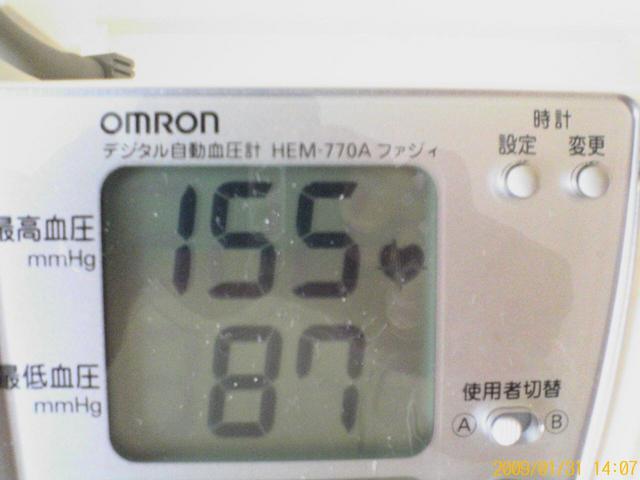 OMRON
デジタル自動血圧計 HEM-770A ファジィ
時計
設定 変更
155
最高血圧
mmHg
87
最低血圧
mmHg
使用者切替
A B
2009/01/31 14:07